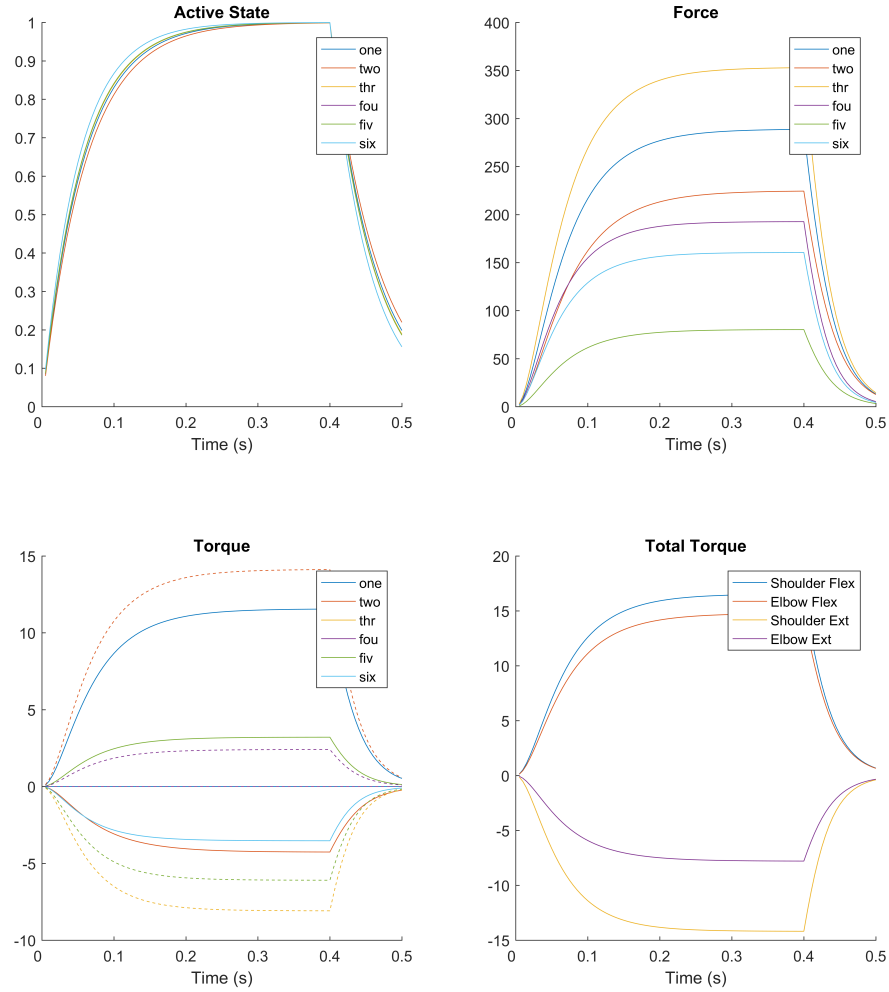 Active State
1
0.9
0.8
0.7
0.6
0.5
0.4
0.3
0.2
0.1
0
0 0.1 0.2 0.3 0.4 0.5
Time (s)
one
two
thr
fou
fiv
six
Force
400
350
300
250
200
150
100
50
0
0 0.1 0.2 0.3 0.4 0.5
Time (s)
one
two
thr
fou
fiv
six
Torque
15
10
5
0
-5
-10
0 0.1 0.2 0.3 0.4 0.5
Time (s)
one
two
thr
fou
fiv
six
Total Torque
20
15
10
5
0
-5
-10
-15
0 0.1 0.2 0.3 0.4 0.5
Time (s)
Shoulder Flex
Elbow Flex
Shoulder Ext
Elbow Ext